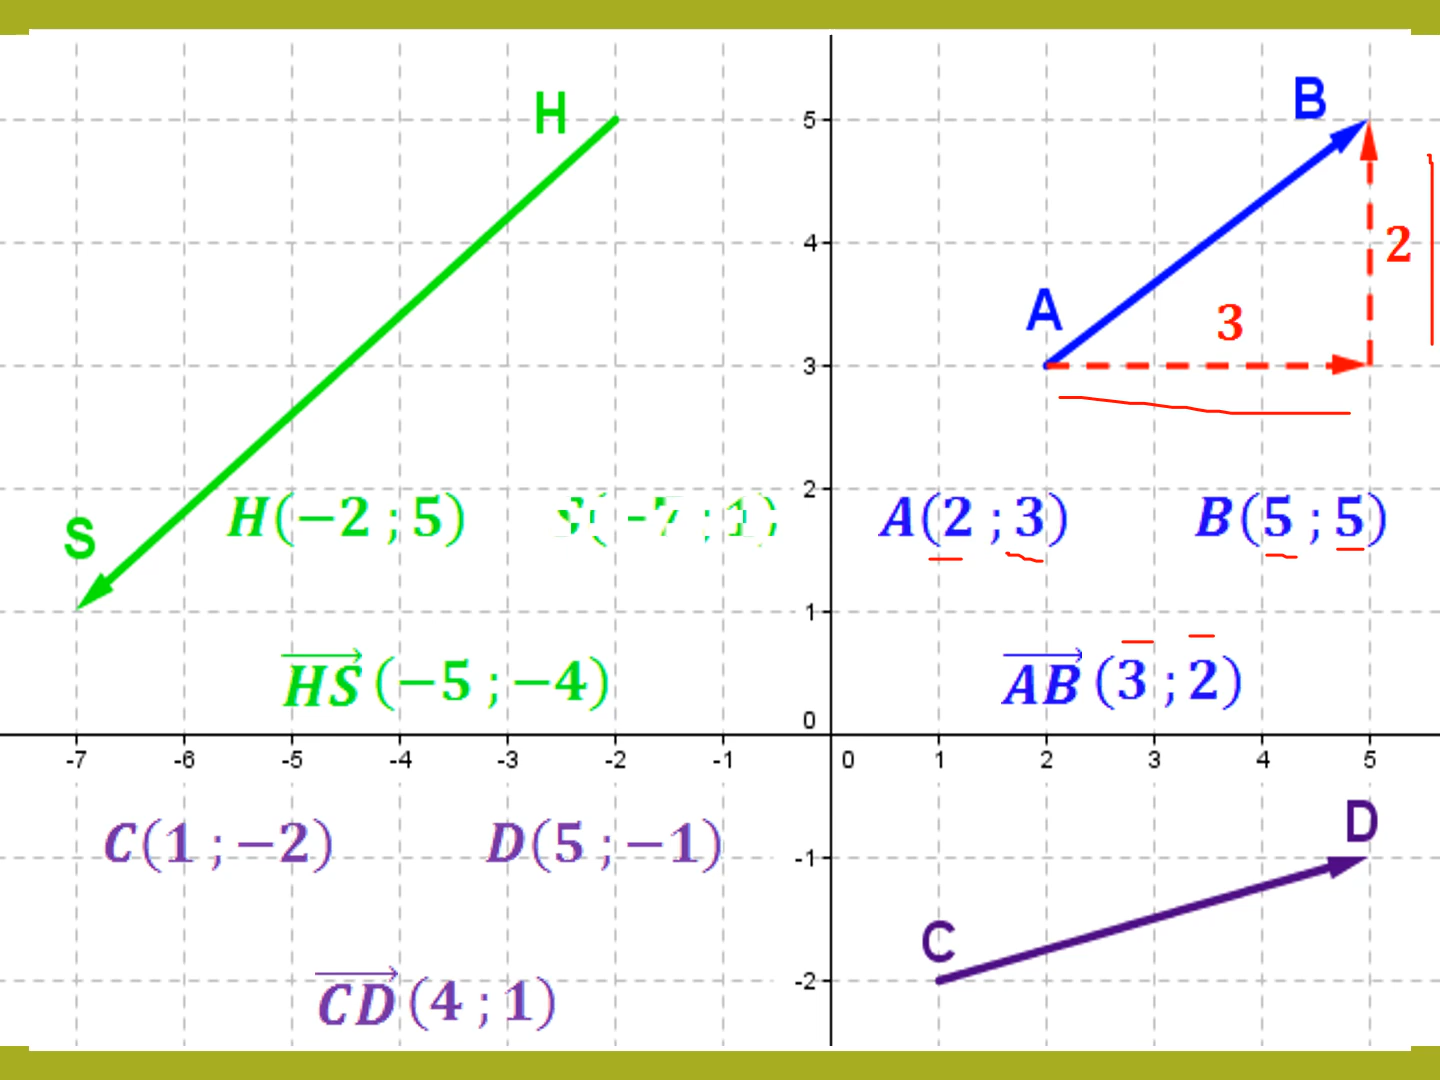 H
B
5
4
2
A
3
3
2
H(−2 ; 5) S(−7 ; 1) A(2 ; 3) B(5 ; 5)
S
1
HS (−5 ; −4) AB (3 ; 2)
0
-7 -6 -5 -4 -3 -2 -1 0 1 2 3 4 5
D
C(1 ; −2) D(5 ; −1)
-1
C
-2
CD (4 ; 1)